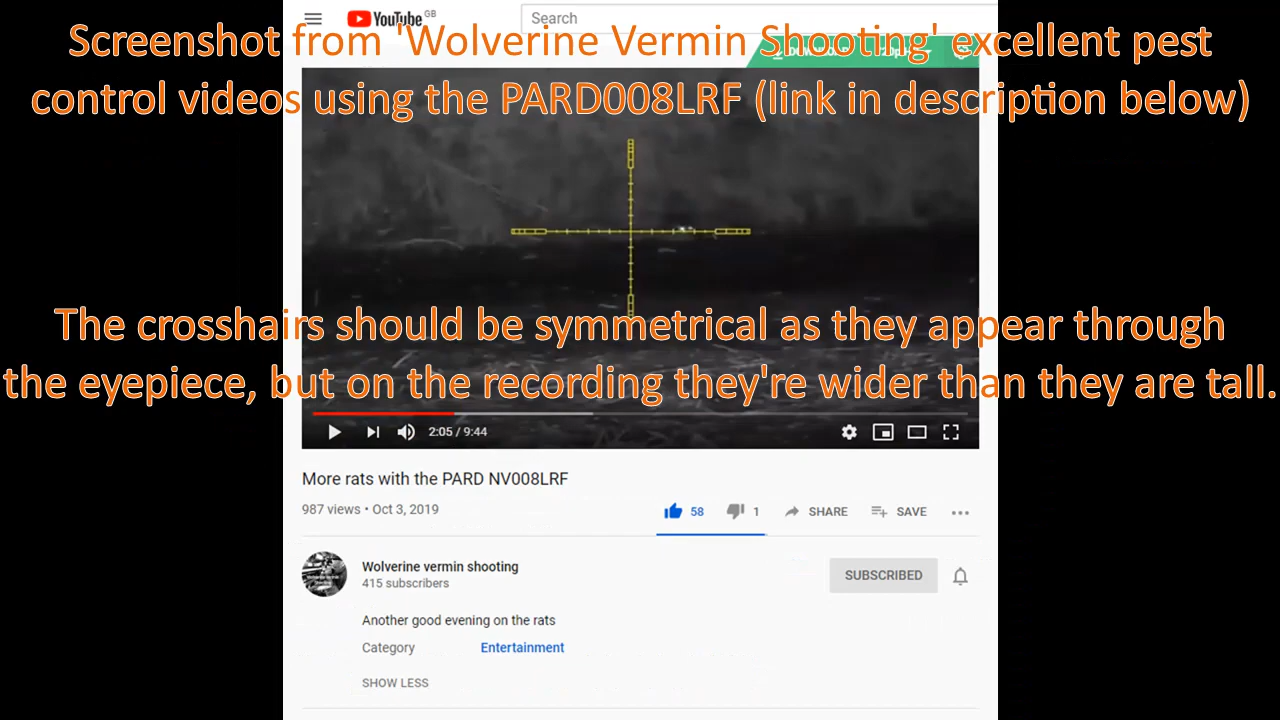 YouTube GB
Search
Screenshot from 'Wolverine Vermin Shooting' excellent pest
control videos using the PARD008LRF (link in description below)
The crosshairs should be symmetrical as they appear through
the eyepiece, but on the recording they're wider than they are tall.
2:05 / 9:44
More rats with the PARD NV008LRF
987 views • Oct 3, 2019
58
1
SHARE
SAVE
Wolverine vermin shooting
415 subscribers
SUBSCRIBED
Another good evening on the rats
Category
Entertainment
SHOW LESS